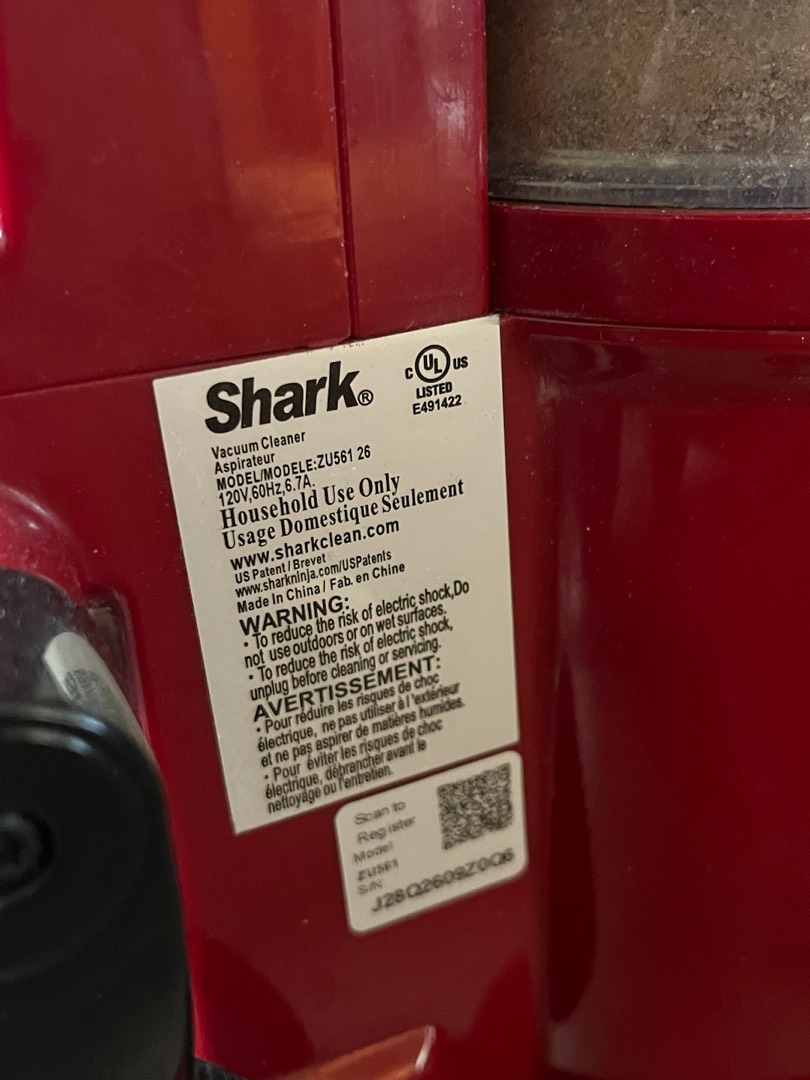 Shark®
C UL US
LISTED
E491422
Vacuum Cleaner
Aspirateur
MODEL/MODELE:ZU561 26
120V,60Hz,6.7A.
Household Use Only
Usage Domestique Seulement
www.sharkclean.com
US Patent / Brevet
www.sharkninja.com/USPatents
Made In China / Fab. en Chine
WARNING:
· To reduce the risk of electric shock,Do
not use outdoors or on wet surfaces.
· To reduce the risk of electric shock,
unplug before cleaning or servicing.
AVERTISSEMENT:
· Pour réduire les risques de choc
électrique, ne pas utiliser à l'extérieur
et ne pas aspirer de matières humides.
· Pour éviter les risques de choc
électrique, débrancher avant le
nettoyage ou l'entretien.
Scan to
Register
Model
ZU561
S/N
J28Q2609Z0Q6